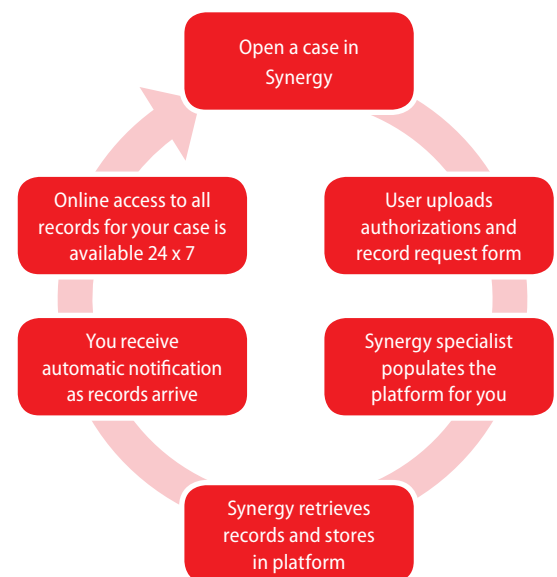 Open a case in
Synergy
User uploads
authorizations and
record request form
Synergy specialist
populates the
platform for you
Synergy retrieves
records and stores
in platform
You receive
automatic notification
as records arrive
Online access to all
records for your case is
available 24 x 7